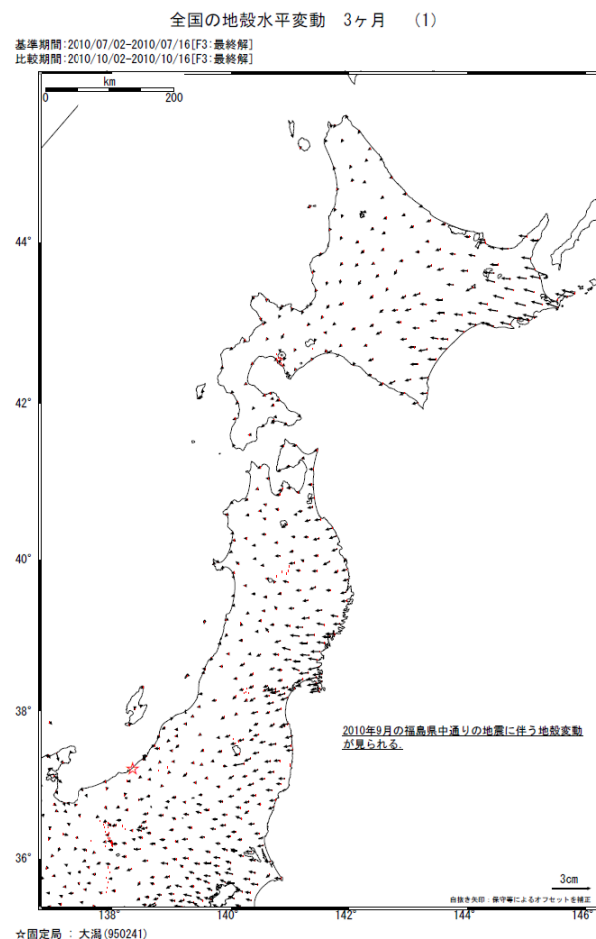 全国の地殻水平変動 3ヶ月 (1)
基準期間:2010/07/02-2010/07/16[F3:最終解]
比較期間:2010/10/02-2010/10/16[F3:最終解]
km
0 200
44°
42°
40°
38°
2010年9月の福島県中通りの地震に伴う地殻変動
が見られる.
36°
3cm
白抜き矢印:保守等によるオフセットを補正
138° 140° 142° 144° 146°
☆固定局 : 大潟(950241)